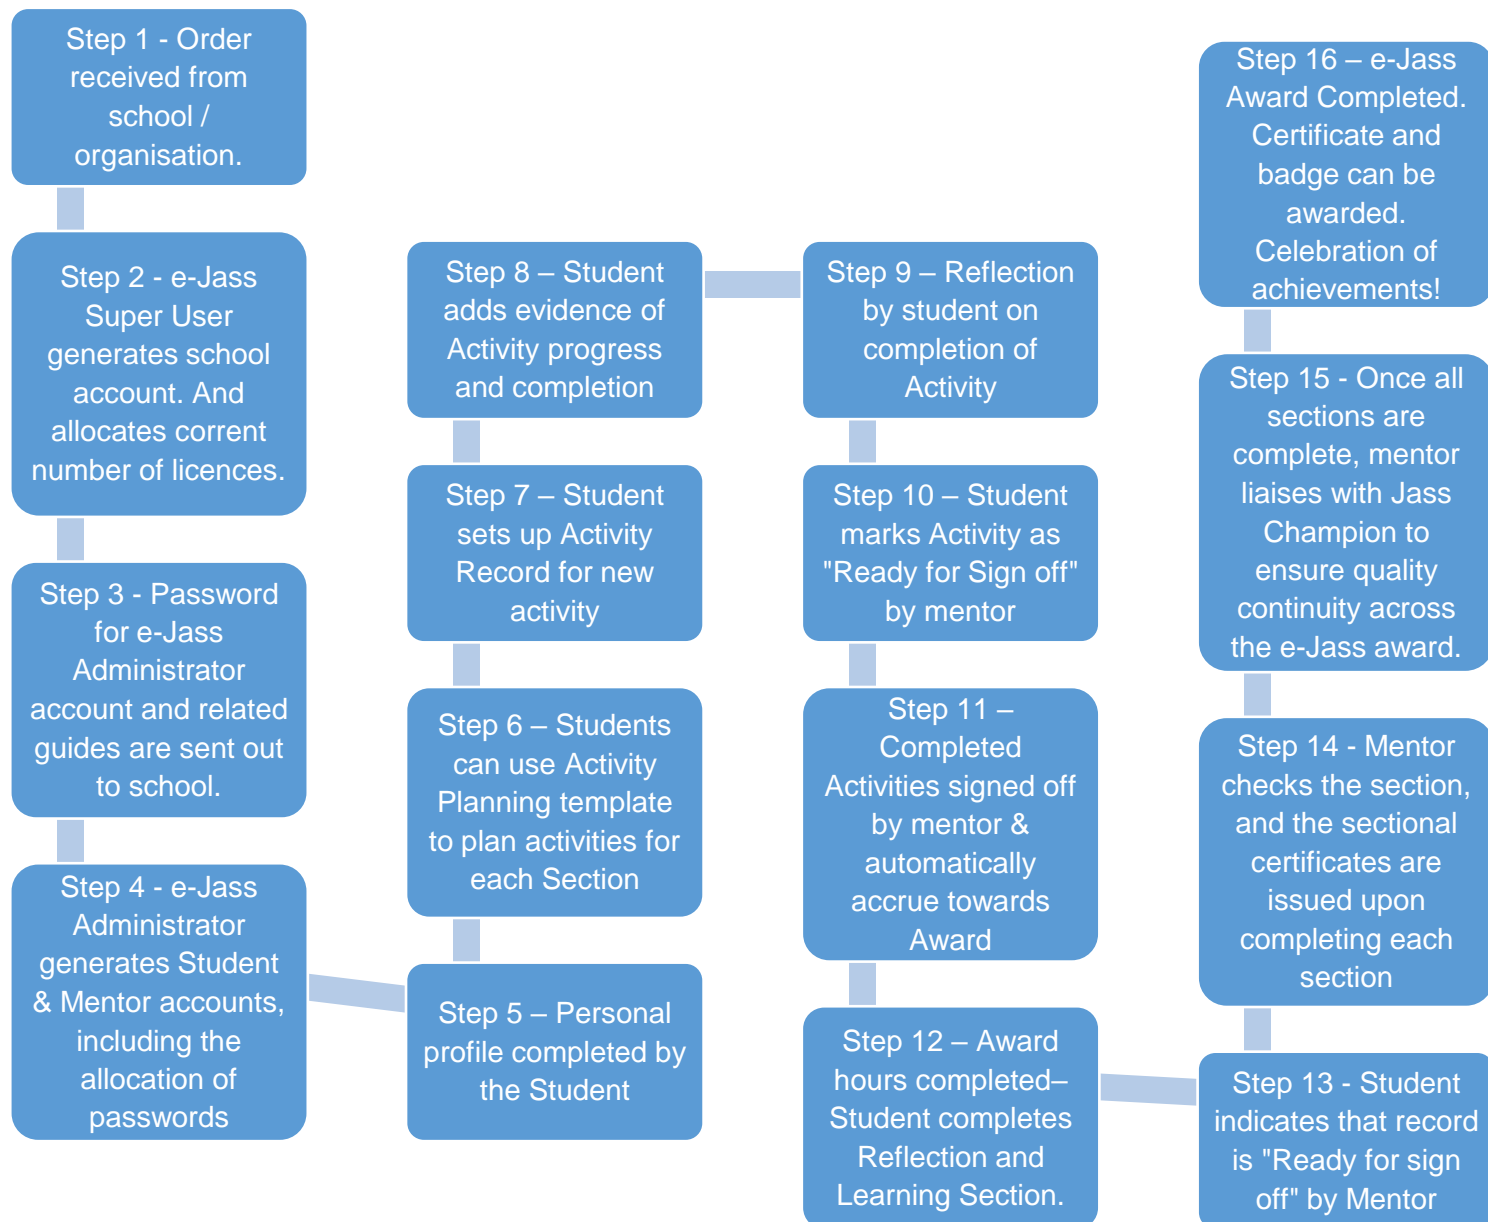 Step 1 - Order
received from
school /
organisation.
Step 2 - e-Jass
Super User
generates school
account. And
allocates corrent
number of licences.
Step 3 - Password
for e-Jass
Administrator
account and related
guides are sent out
to school.
Step 4 - e-Jass
Administrator
generates Student
& Mentor accounts,
including the
allocation of
passwords
Step 5 – Personal
profile completed by
the Student
Step 6 – Students
can use Activity
Planning template
to plan activities for
each Section
Step 7 – Student
sets up Activity
Record for new
activity
Step 8 – Student
adds evidence of
Activity progress
and completion
Step 9 – Reflection
by student on
completion of
Activity
Step 10 – Student
marks Activity as
"Ready for Sign off"
by mentor
Step 11 –
Completed
Activities signed off
by mentor &
automatically
accrue towards
Award
Step 12 – Award
hours completed–
Student completes
Reflection and
Learning Section.
Step 13 - Student
indicates that record
is "Ready for sign
off" by Mentor
Step 14 - Mentor
checks the section,
and the sectional
certificates are
issued upon
completing each
section
Step 15 - Once all
sections are
complete, mentor
liaises with Jass
Champion to
ensure quality
continuity across
the e-Jass award.
Step 16 – e-Jass
Award Completed.
Certificate and
badge can be
awarded.
Celebration of
achievements!